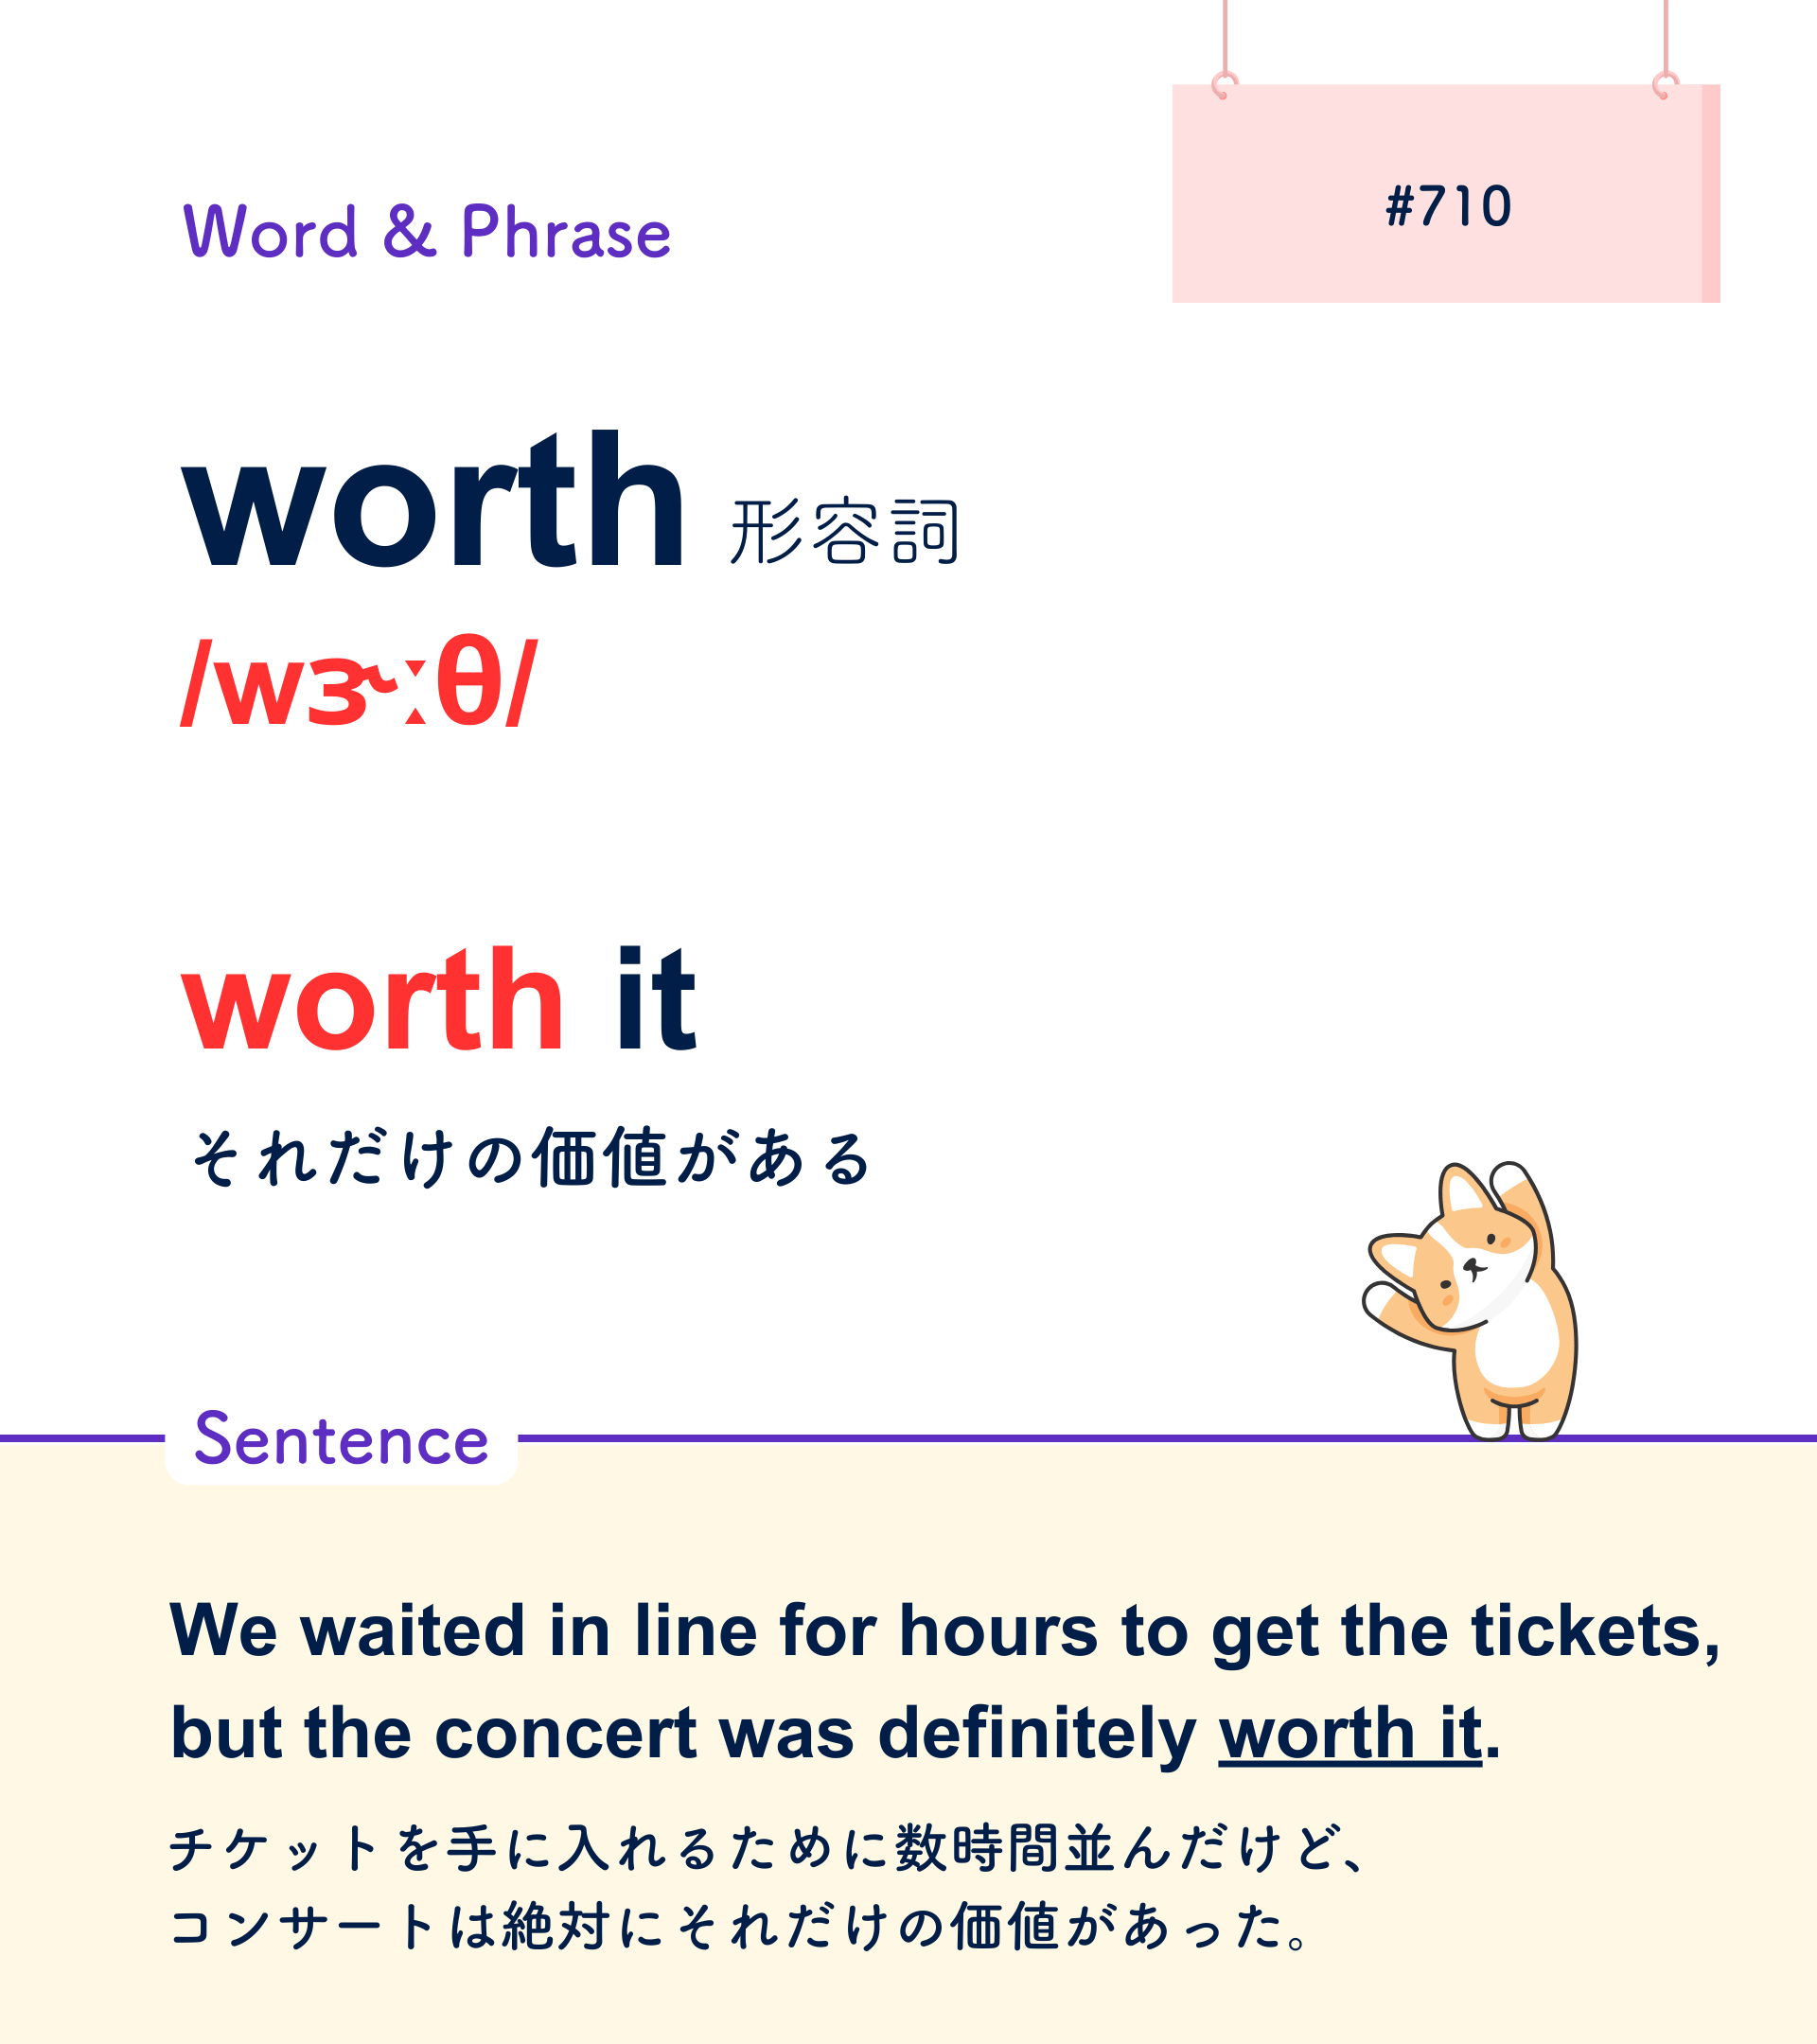 #710
Word & Phrase
worth 形容詞
/wɝːθ/
worth it
それだけの価値がある
Sentence
We waited in line for hours to get the tickets,
but the concert was definitely worth it.
チケットを手に入れるために数時間並んだけど、
コンサートは絶対にそれだけの価値があった。